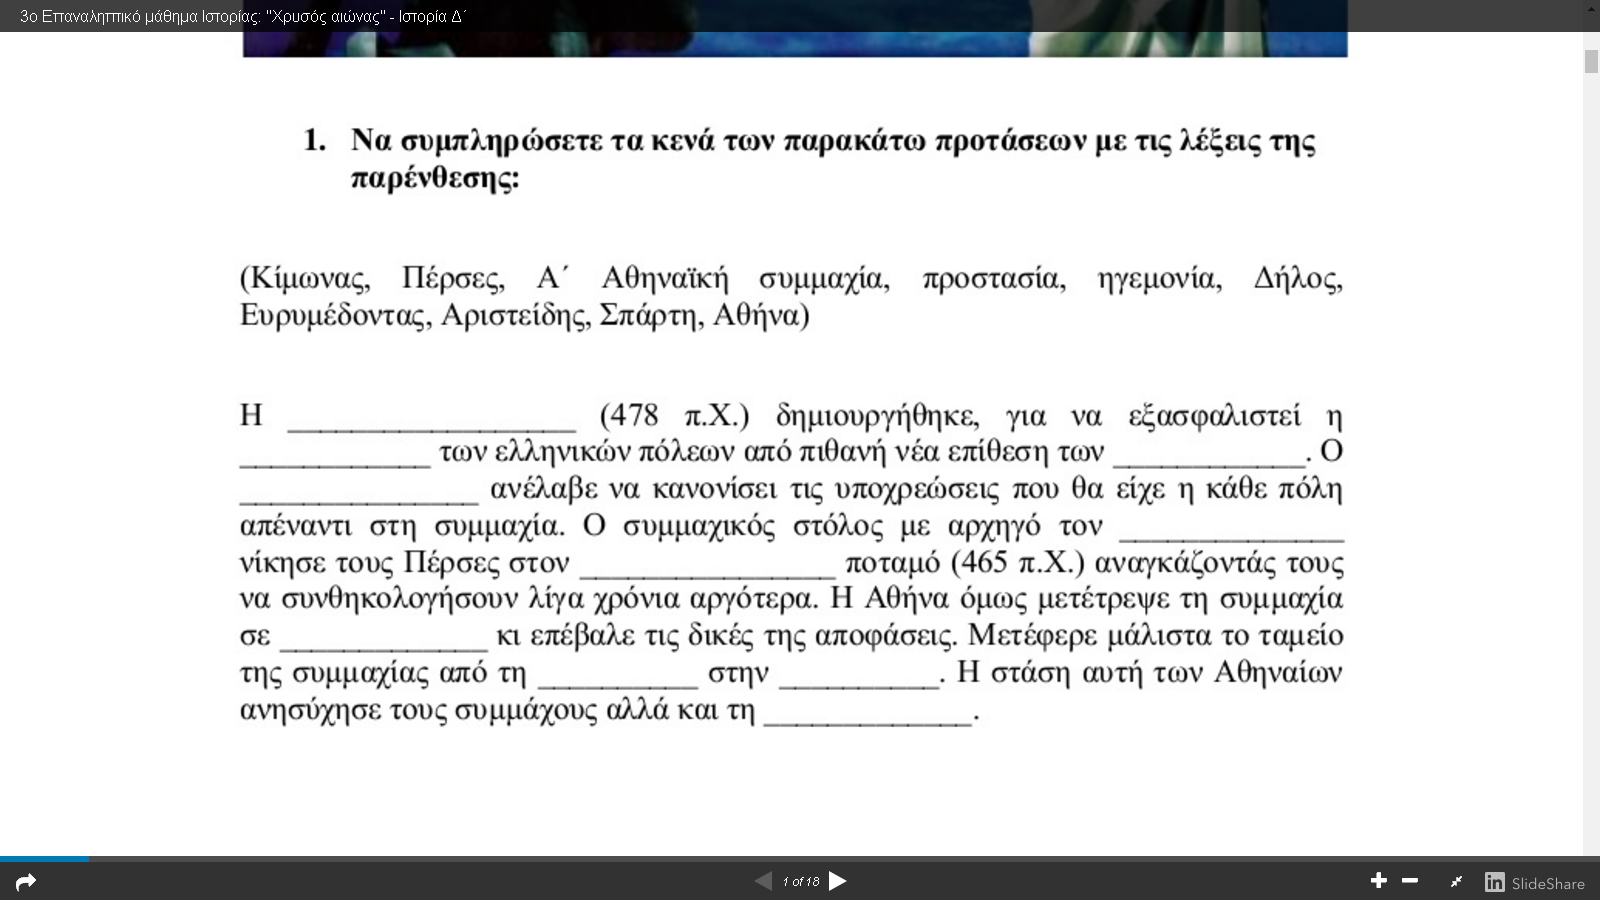 3ο Επαναληπτικό μάθημα Ιστορίας: "Χρυσός αιώνας" - Ιστορία Δ΄
1. Να συμπληρώσετε τα κενά των παρακάτω προτάσεων με τις λέξεις της
παρένθεσης:
(Κίμωνας, Πέρσες, Α΄ Αθηναϊκή συμμαχία, προστασία, ηγεμονία, Δήλος,
Ευρυμέδοντας, Αριστείδης, Σπάρτη, Αθήνα)
Η __________________ (478 π.Χ.) δημιουργήθηκε, για να εξασφαλιστεί η
____________ των ελληνικών πόλεων από πιθανή νέα επίθεση των ____________. Ο
_______________ ανέλαβε να κανονίσει τις υποχρεώσεις που θα είχε η κάθε πόλη
απέναντι στη συμμαχία. Ο συμμαχικός στόλος με αρχηγό τον ______________
νίκησε τους Πέρσες στον ________________ ποταμό (465 π.Χ.) αναγκάζοντάς τους
να συνθηκολογήσουν λίγα χρόνια αργότερα. Η Αθήνα όμως μετέτρεψε τη συμμαχία
σε _____________ κι επέβαλε τις δικές της αποφάσεις. Μετέφερε μάλιστα το ταμείο
της συμμαχίας από τη __________ στην __________. Η στάση αυτή των Αθηναίων
ανησύχησε τους συμμάχους αλλά και τη _____________.
1 of 18
in SlideShare